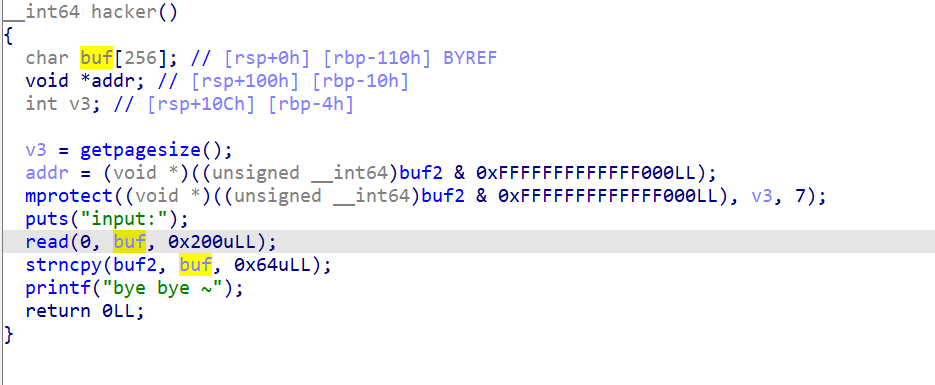 __int64 hacker()
{
  char buf[256]; // [rsp+0h] [rbp-110h] BYREF
  void *addr; // [rsp+100h] [rbp-10h]
  int v3; // [rsp+10Ch] [rbp-4h]

  v3 = getpagesize();
  addr = (void *)((unsigned __int64)buf2 & 0xFFFFFFFFFFFFF000LL);
  mprotect((void *)((unsigned __int64)buf2 & 0xFFFFFFFFFFFFF000LL), v3, 7);
  puts("input:");
  read(0, buf, 0x200uLL);
  strncpy(buf2, buf, 0x64uLL);
  printf("bye bye ~");
  return 0LL;
}